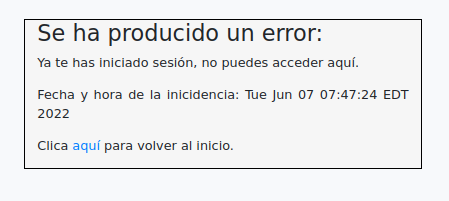 Se ha producido un error:
Ya te has iniciado sesión, no puedes acceder aquí.
Fecha y hora de la inicidencia: Tue Jun 07 07:47:24 EDT
2022
Clica aquí para volver al inicio.